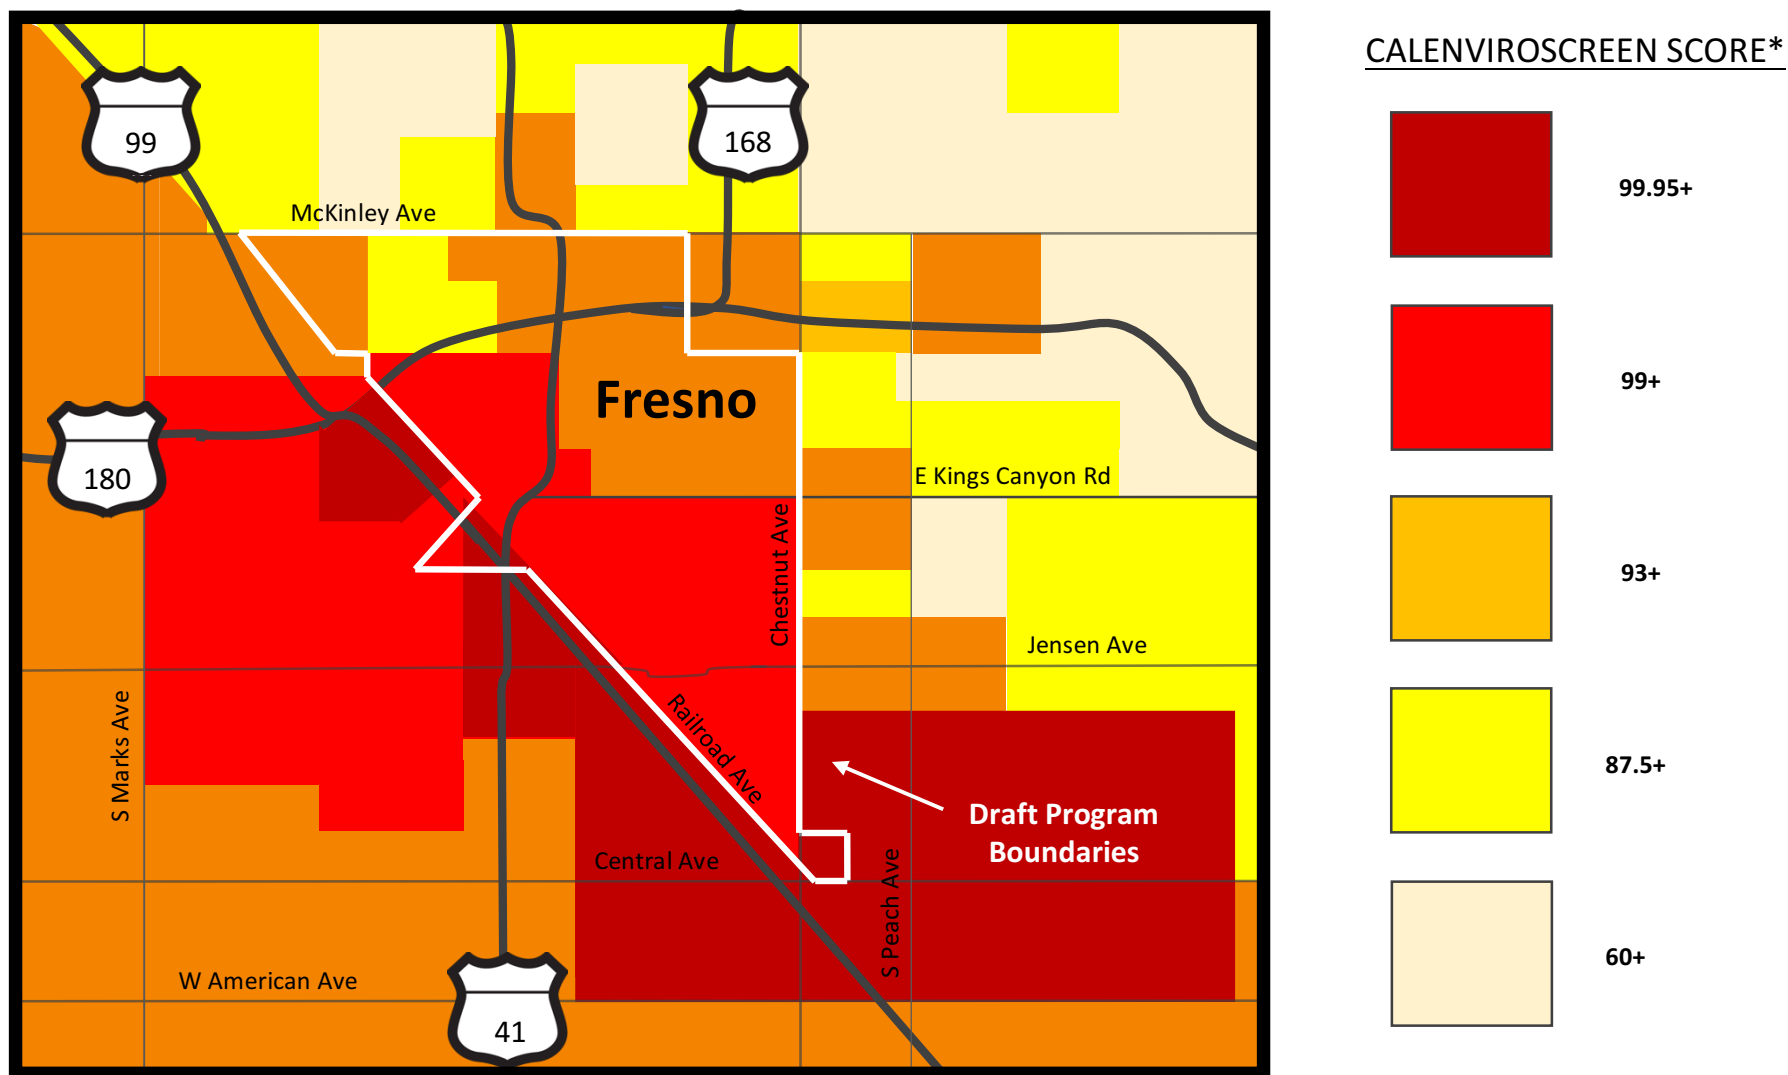 CALENVIROSCREEN SCORE*
99
168
McKinley Ave
99.95+
Fresno
99+
180
E Kings Canyon Rd
Chestnut Ave
93+
Jensen Ave
S Marks Ave
Railroad Ave
87.5+
Draft Program
Boundaries
Central Ave
S Peach Ave
W American Ave
60+
41